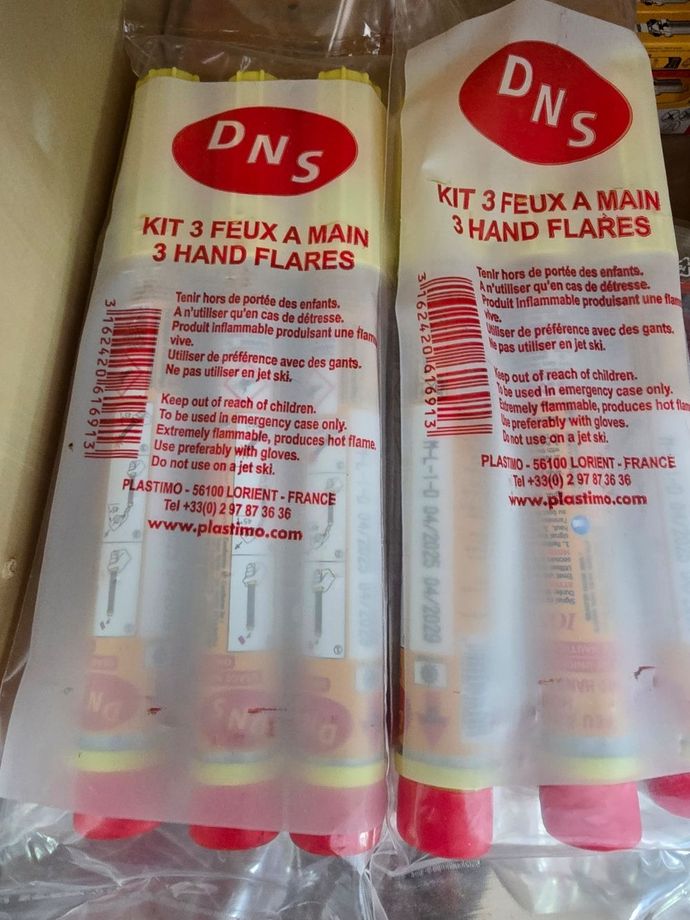 DNS
KIT 3 FEUX A MAIN
3 HAND FLARES
Tenir hors de portée des enfants.
A n'utiliser qu'en cas de détresse.
Produit inflammable produisant une flamme
vive.
Utiliser de préférence avec des gants.
Ne pas utiliser en jet ski.
Keep out of reach of children.
To be used in emergency case only.
Extremely flammable, produces hot flame.
Use preferably with gloves.
Do not use on a jet ski.
3162420616913
PLASTIMO - 56100 LORIENT - FRANCE
Tel +33(0) 2 97 87 36 36
www.plastimo.com
DNS
DNS
DNS
DNS
KIT 3 FEUX A MAIN
3 HAND FLARES
Tenir hors de portée des enfants.
A n'utiliser qu'en cas de détresse.
Produit Inflammable produisant une flam
vive.
Utiliser de préférence avec des gants.
Ne pas utiliser en jet ski.
Keep out of reach of children.
To be used in emergency case only.
Extremely flammable, produces hot fla
Use preferably with gloves.
Do not use on a jet ski.
3162420616913
PLASTIMO - 56100 LORIENT - FRANCE
Tel +33(0) 2 97 87 36 36
www.plastimo.com
04/2025 04/2029